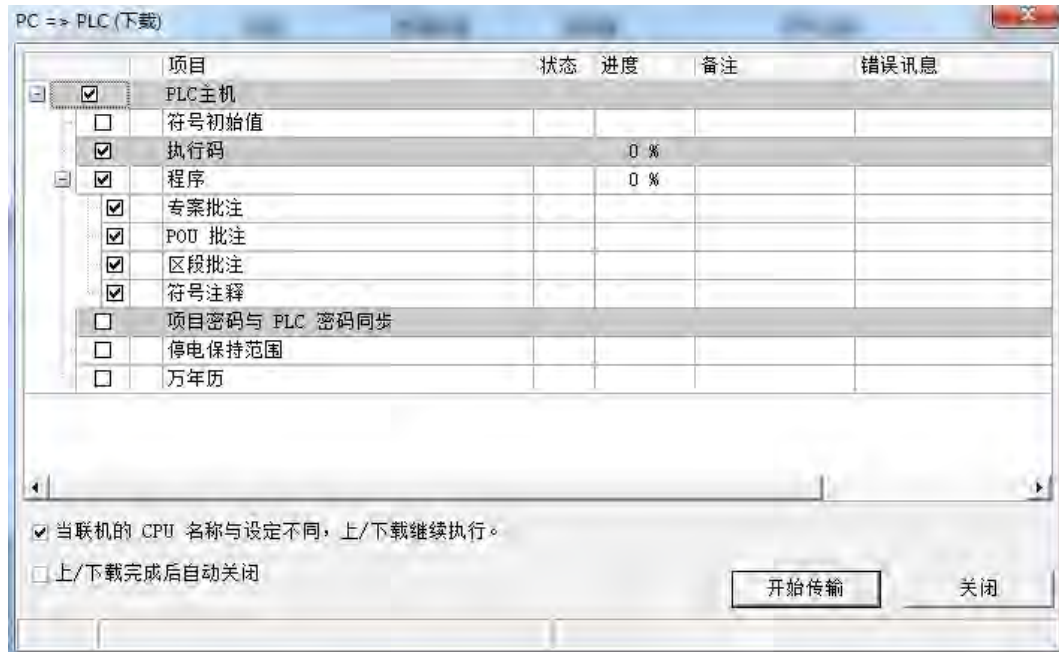 PC => PLC (下载)
项目 状态 进度 备注 错误讯息
PLC主机
符号初始值
执行码 0 %
程序 0 %
专案批注
POU 批注
区段批注
符号注释
项目密码与 PLC 密码同步
停电保持范围
万年历
当联机的 CPU 名称与设定不同，上/下载继续执行。
上/下载完成后自动关闭
开始传输 关闭